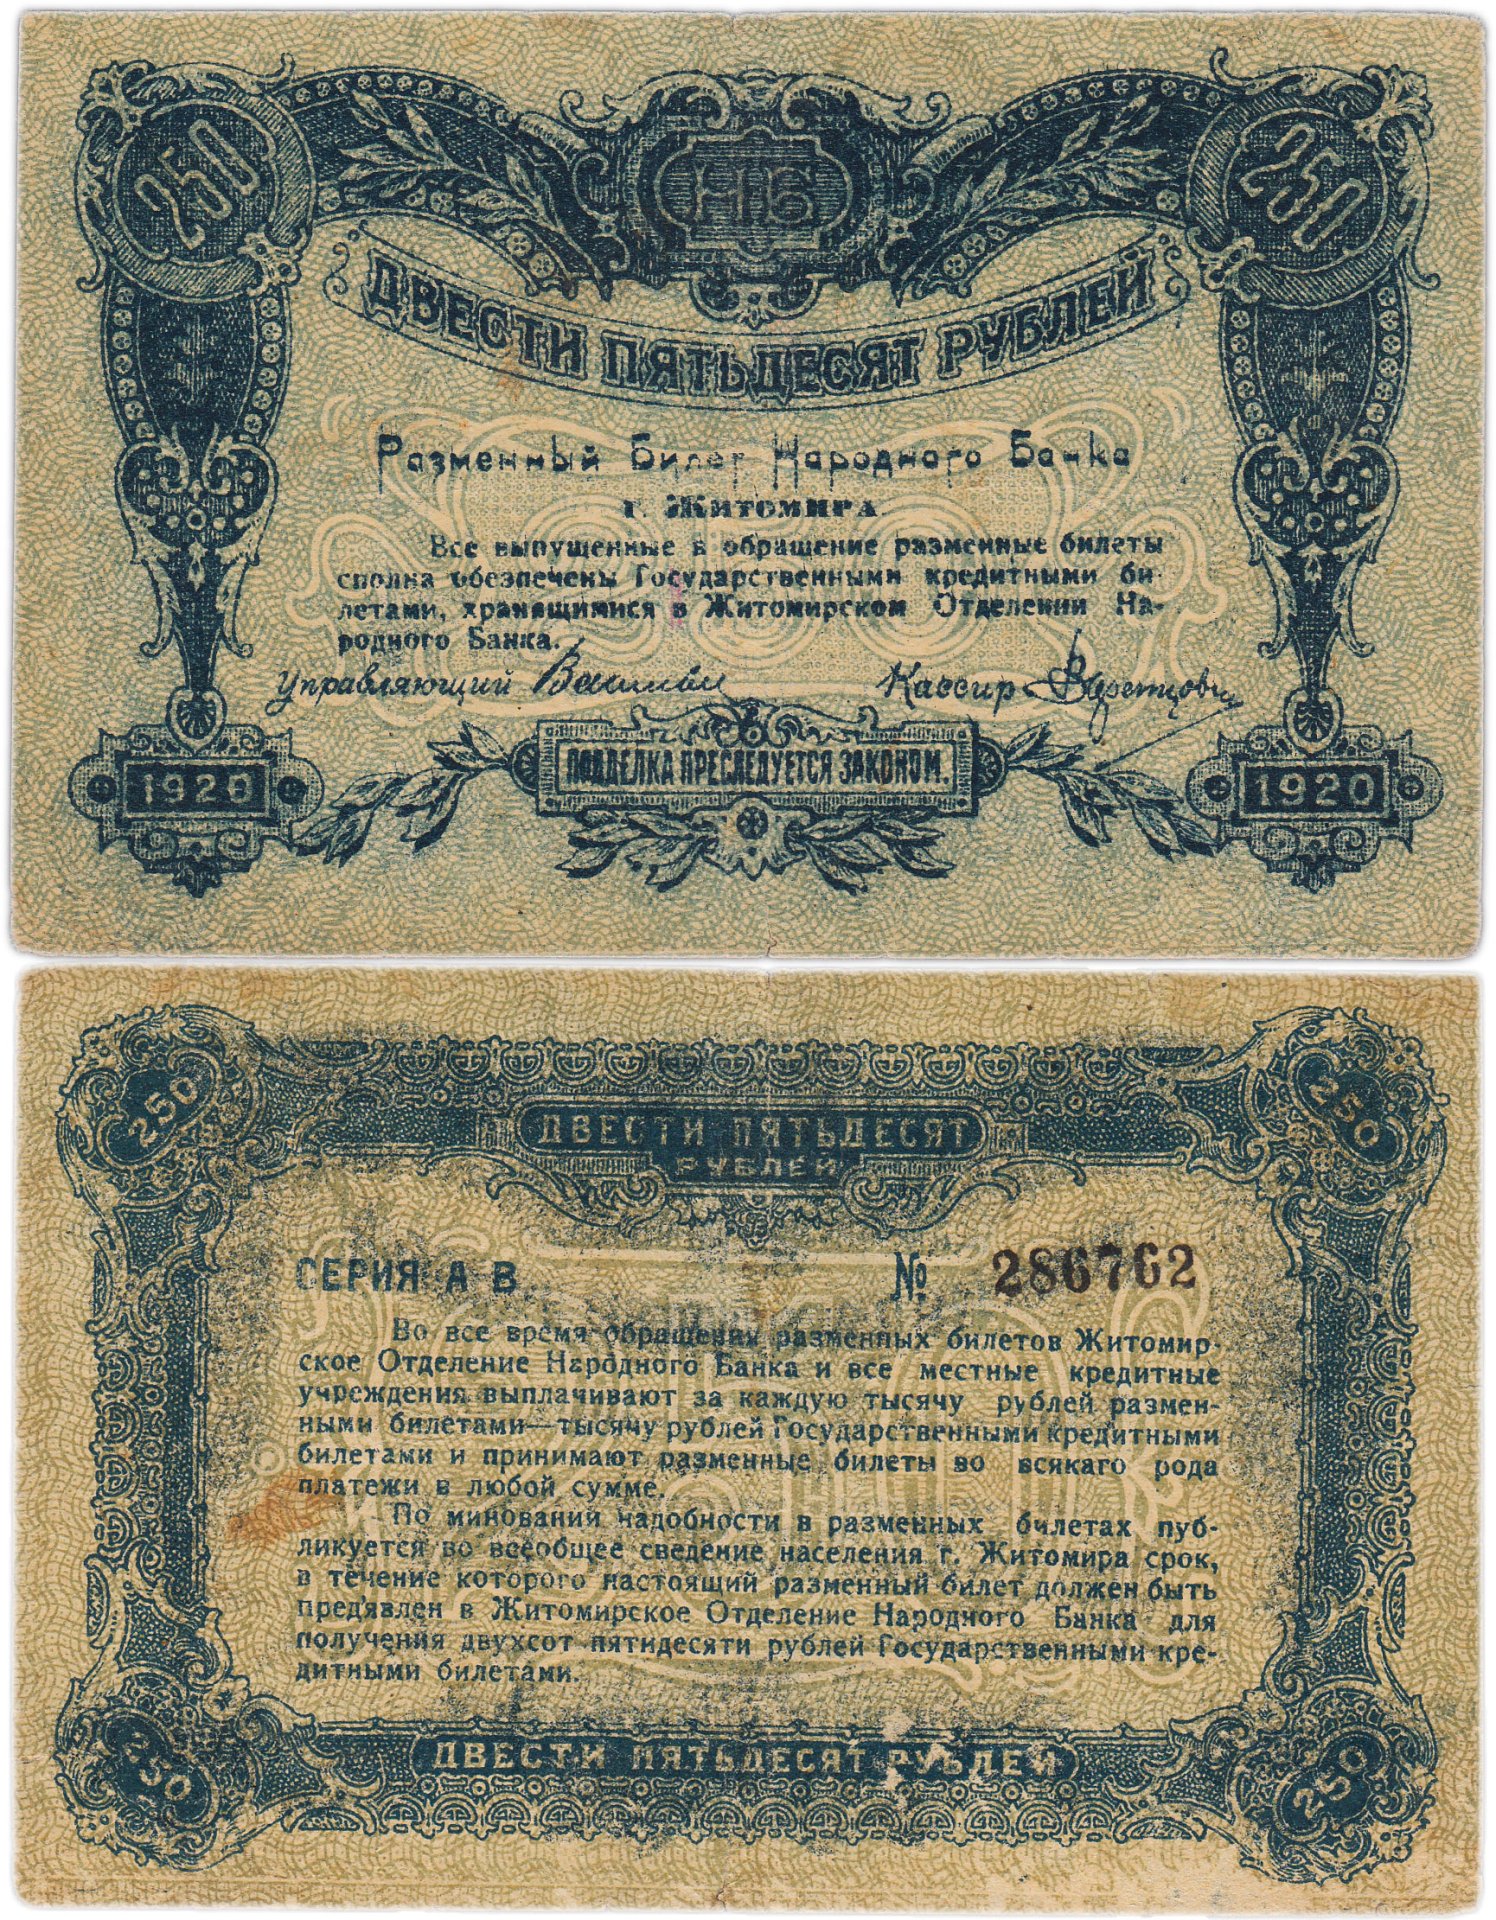 250
НБ
250
ДВЕСТИ ПЯТЬДЕСЯТ РУБЛЕЙ
Разменный Билет Народного Банка
г. Житомира
Все выпущенные в обращение разменные билеты
сполна обезпечены Государственными кредитными би-
летами, хранящимися в Житомирском Отделении На-
родного Банка.
Управляющий
Кассир
1920
ПОДДЕЛКА ПРЕСЛЕДУЕТСЯ ЗАКОНОМ.
1920
250
250
ДВЕСТИ ПЯТЬДЕСЯТ
РУБЛЕЙ
СЕРИЯ А В
№ 286762
Во все время обращения разменных билетов Житомир-
ское Отделение Народного Банка и все местные кредитные
учреждения выплачивают за каждую тысячу рублей размен-
ными билетами—тысячу рублей Государственными кредитными
билетами и принимают разменные билеты во всякаго рода
платежи в любой сумме.
По минований надобности в разменных билетах пуб-
ликуется во всеобщее сведение населения г. Житомира срок,
в течение которого настоящий разменный билет должен быть
пред'явлен в Житомирское Отделение Народного Банка для
получения двухсот пятидесяти рублей Государственными кре-
дитными билетами.
250
ДВЕСТИ ПЯТЬДЕСЯТ РУБЛЕЙ
250